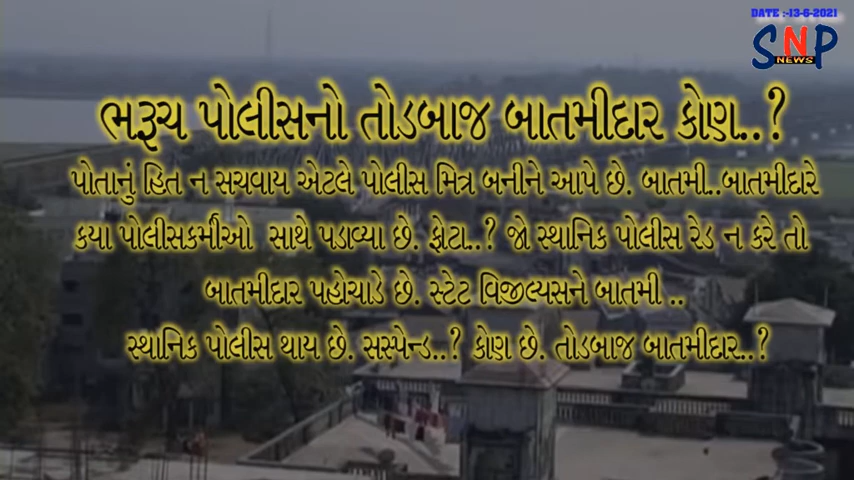 DATE :-13-6-2021
SNP
NEWS
ભરૂચ પોલીસનો તોડબાજ બાતમીદાર કોણ..?
પોતાનું હિત ન સચવાય એટલે પોલીસ મિત્ર બનીને આપે છે. બાતમી..બાતમીદારે
કયા પોલીસકર્મીઓ સાથે પડાવ્યા છે. ફોટા..? જો સ્થાનિક પોલીસ રેડ ન કરે તો
બાતમીદાર પહોચાડે છે. સ્ટેટ વિજીલ્યસને બાતમી ..
સ્થાનિક પોલીસ થાય છે. સસ્પેન્ડ..? કોણ છે. તોડબાજ બાતમીદાર..?